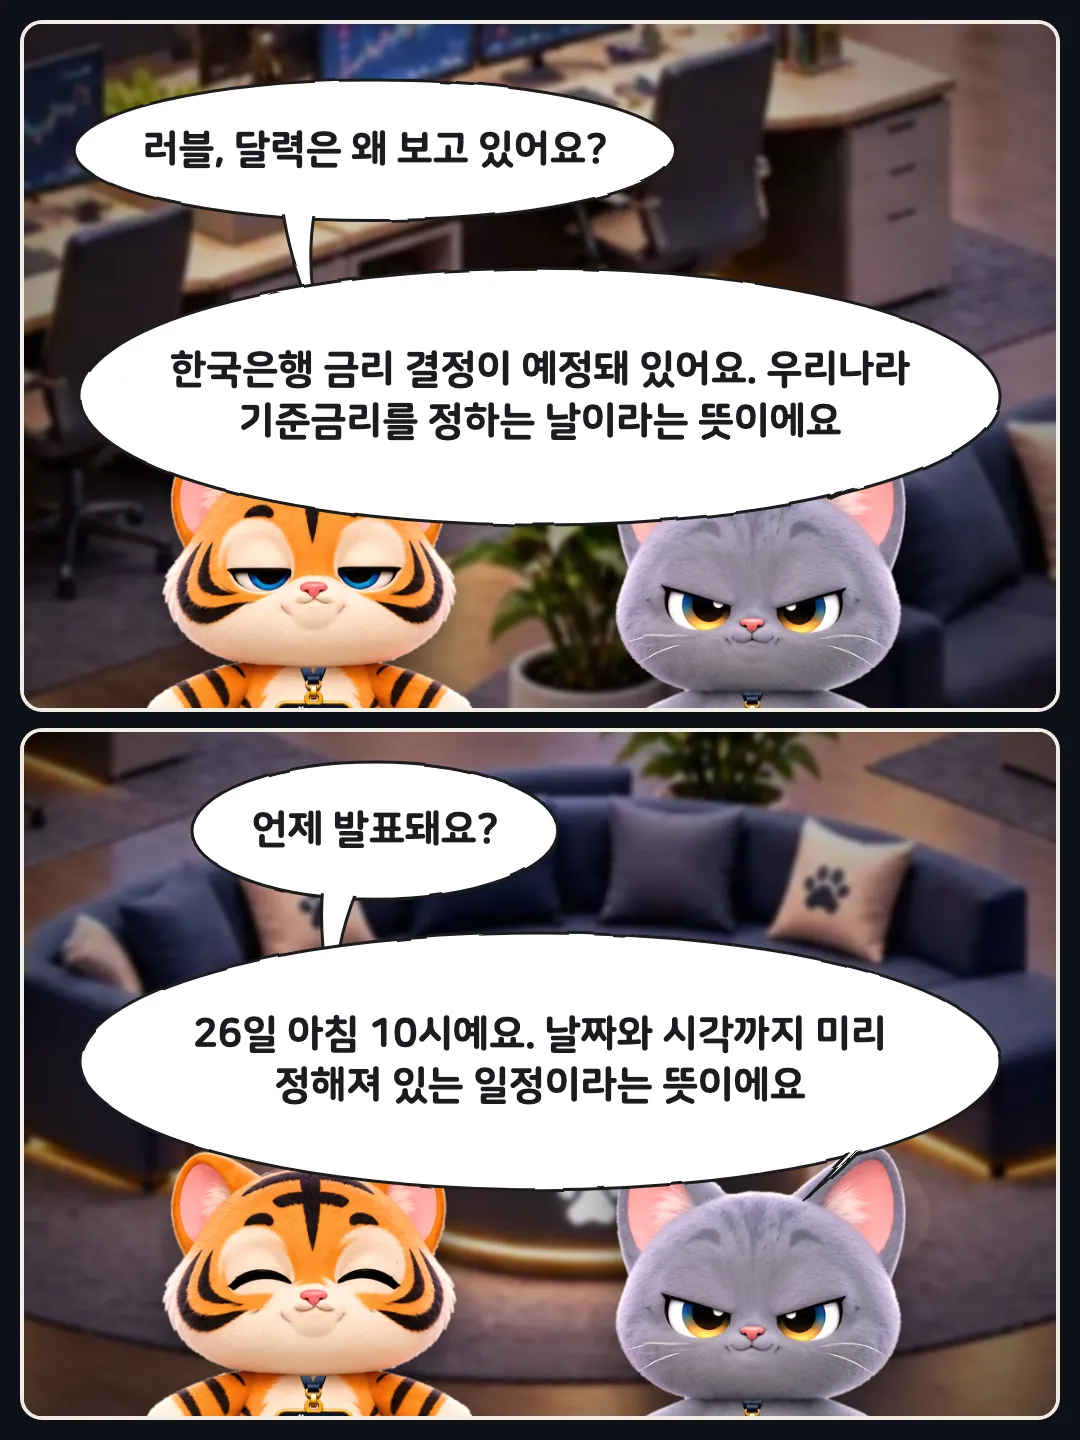 러블, 달력은 왜 보고 있어요?
한국은행 금리 결정이 예정돼 있어요. 우리나라
기준금리를 정하는 날이라는 뜻이에요
언제 발표돼요?
26일 아침 10시예요. 날짜와 시각까지 미리
정해져 있는 일정이라는 뜻이에요